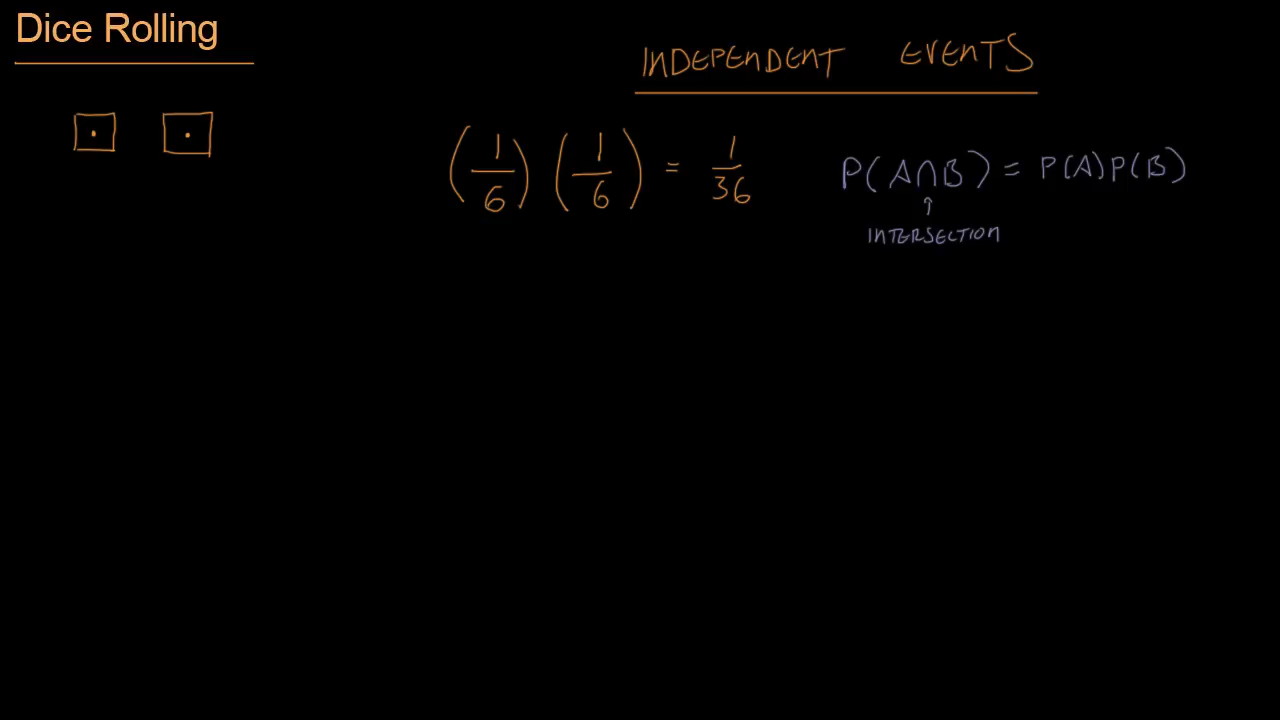 Dice Rolling
INDEPENDENT EVENTS
(1/6) (1/6) = 1/36
P(A∩B) = P(A)P(B)
↑
INTERSECTION